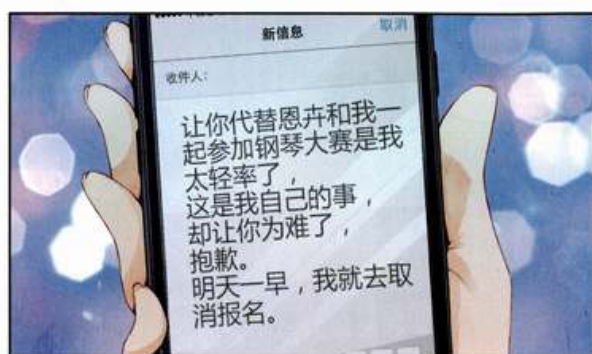 新信息
取消
收件人:
让你代替恩卉和我一
起参加钢琴大赛是我
太轻率了，
这是我自己的事，
却让你为难了，
抱歉。
明天一早，我就去取
消报名。